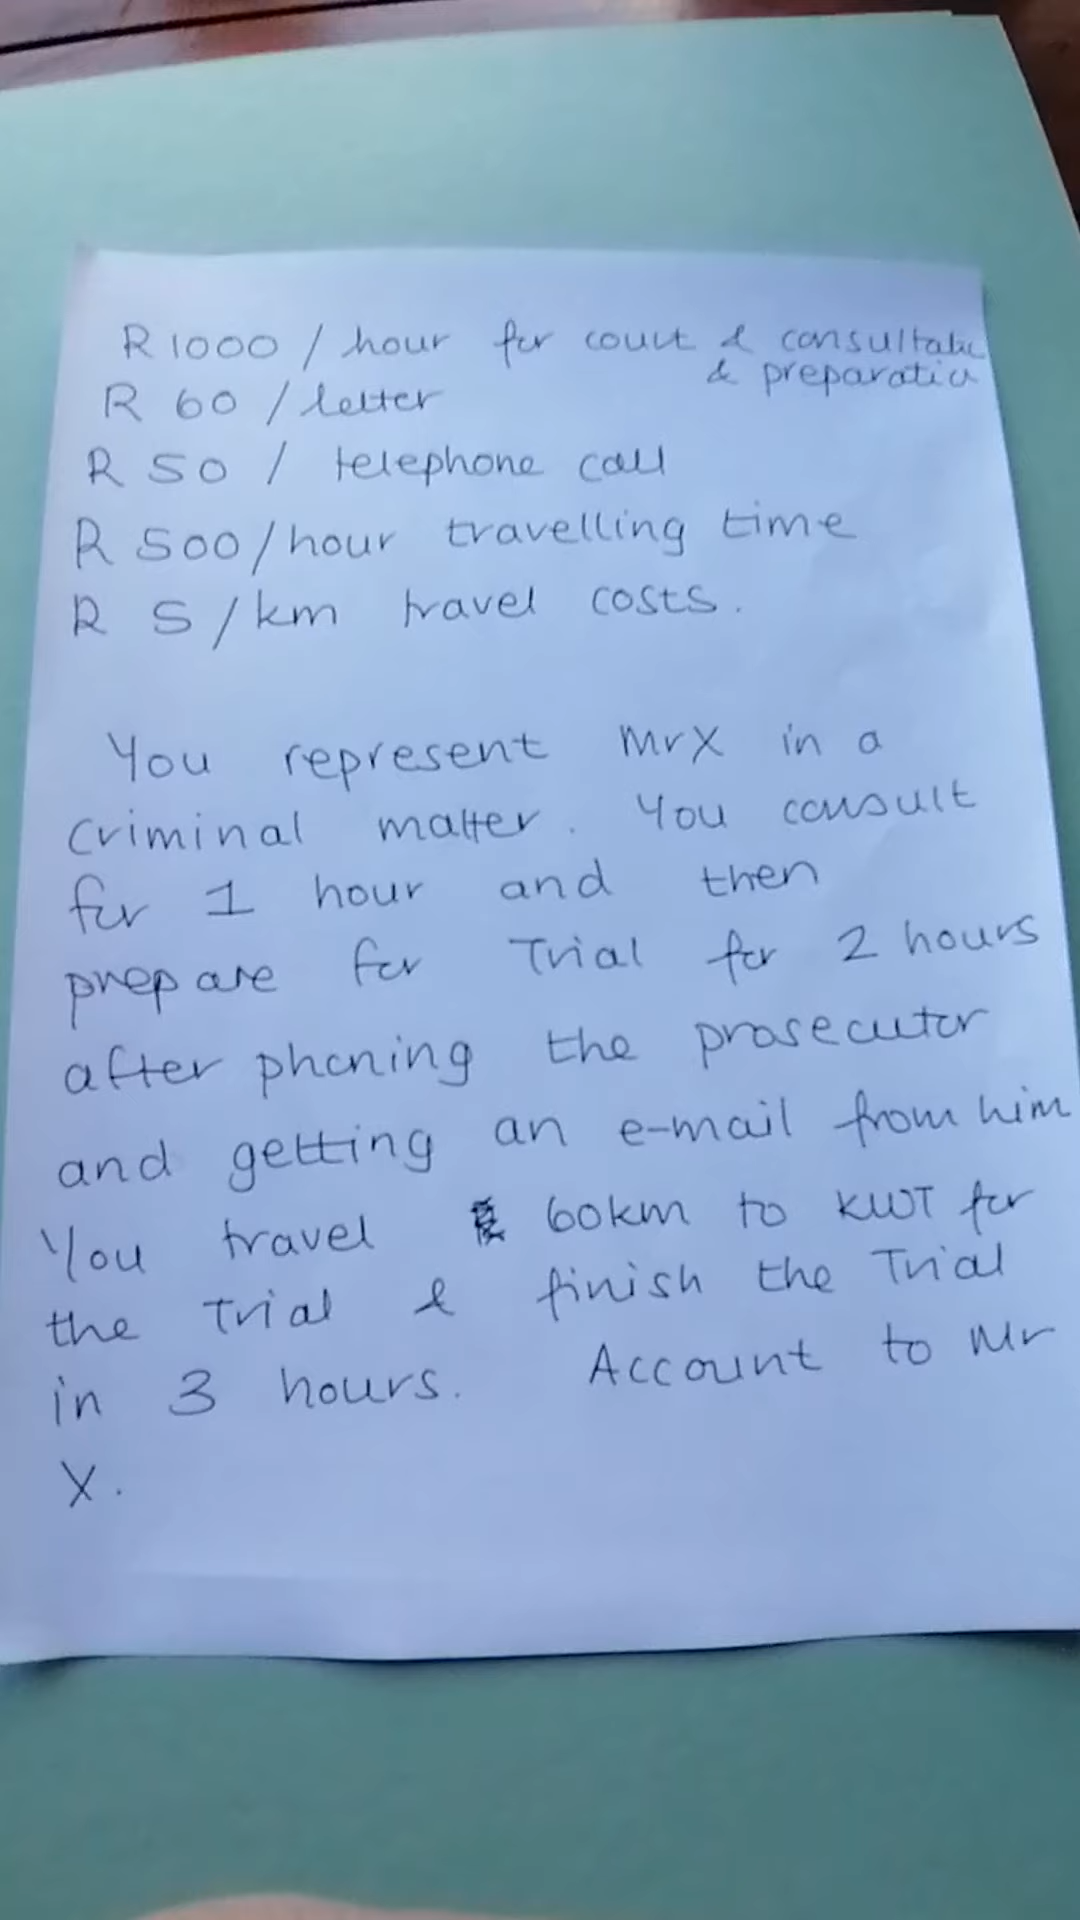 R 1000 / hour for court & consultatic
& preparatic
R 60 / letter
R 50 / telephone call
R 500/hour travelling time
R 5/km travel costs.
You represent Mr X in a
criminal matter. You consult
for 1 hour and then
prepare for Trial for 2 hours
after phoning the prosecutor
and getting an e-mail from him
You travel 60km to KWT for
the Trial & finish the Trial
in 3 hours. Account to Mr
X.